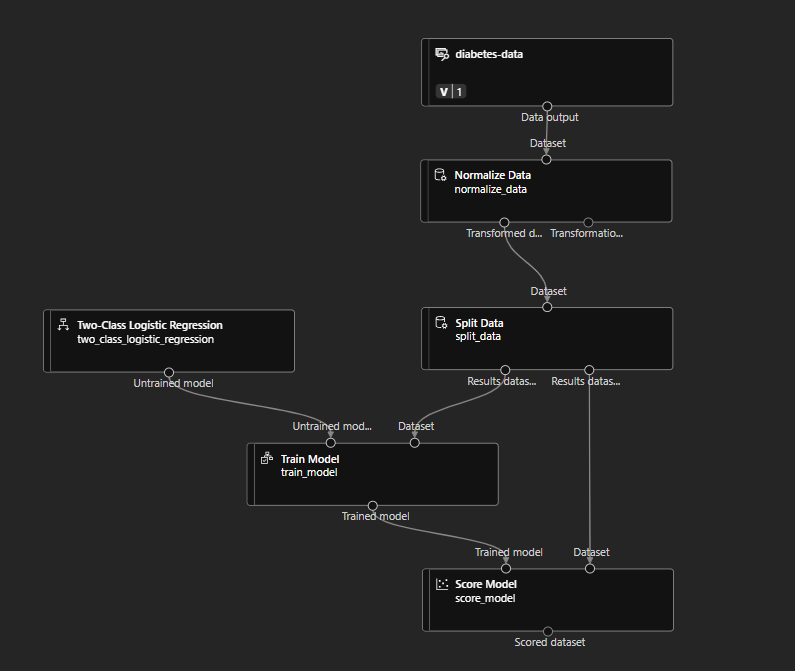 diabetes-data
v 1
Data output
Dataset
Normalize Data
normalize_data
Transformed d... Transformatio...
Dataset
Two-Class Logistic Regression
two_class_logistic_regression
Untrained model
Split Data
split_data
Results datas... Results datas...
Untrained mod... Dataset
Train Model
train_model
Trained model
Trained model Dataset
Score Model
score_model
Scored dataset